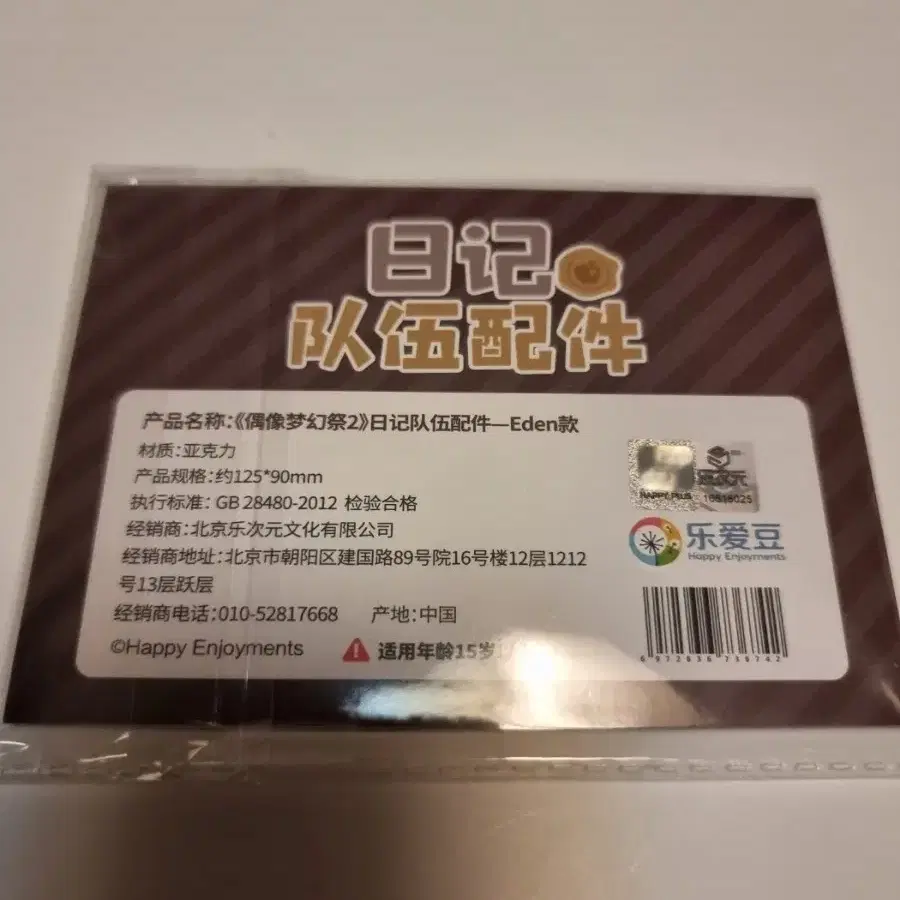 日记
队伍配件
产品名称:《偶像梦幻祭2》日记队伍配件—Eden款
材质:亚克力
产品规格:约125*90mm
执行标准: GB 28480-2012 检验合格
经销商:北京乐次元文化有限公司
经销商地址:北京市朝阳区建国路89号院16号楼12层1212
号13层跃层
经销商电话:010-52817668 产地:中国
©Happy Enjoyments
适用年龄15岁
HAPPY PLUS
乐爱豆
Happy Enjoyments